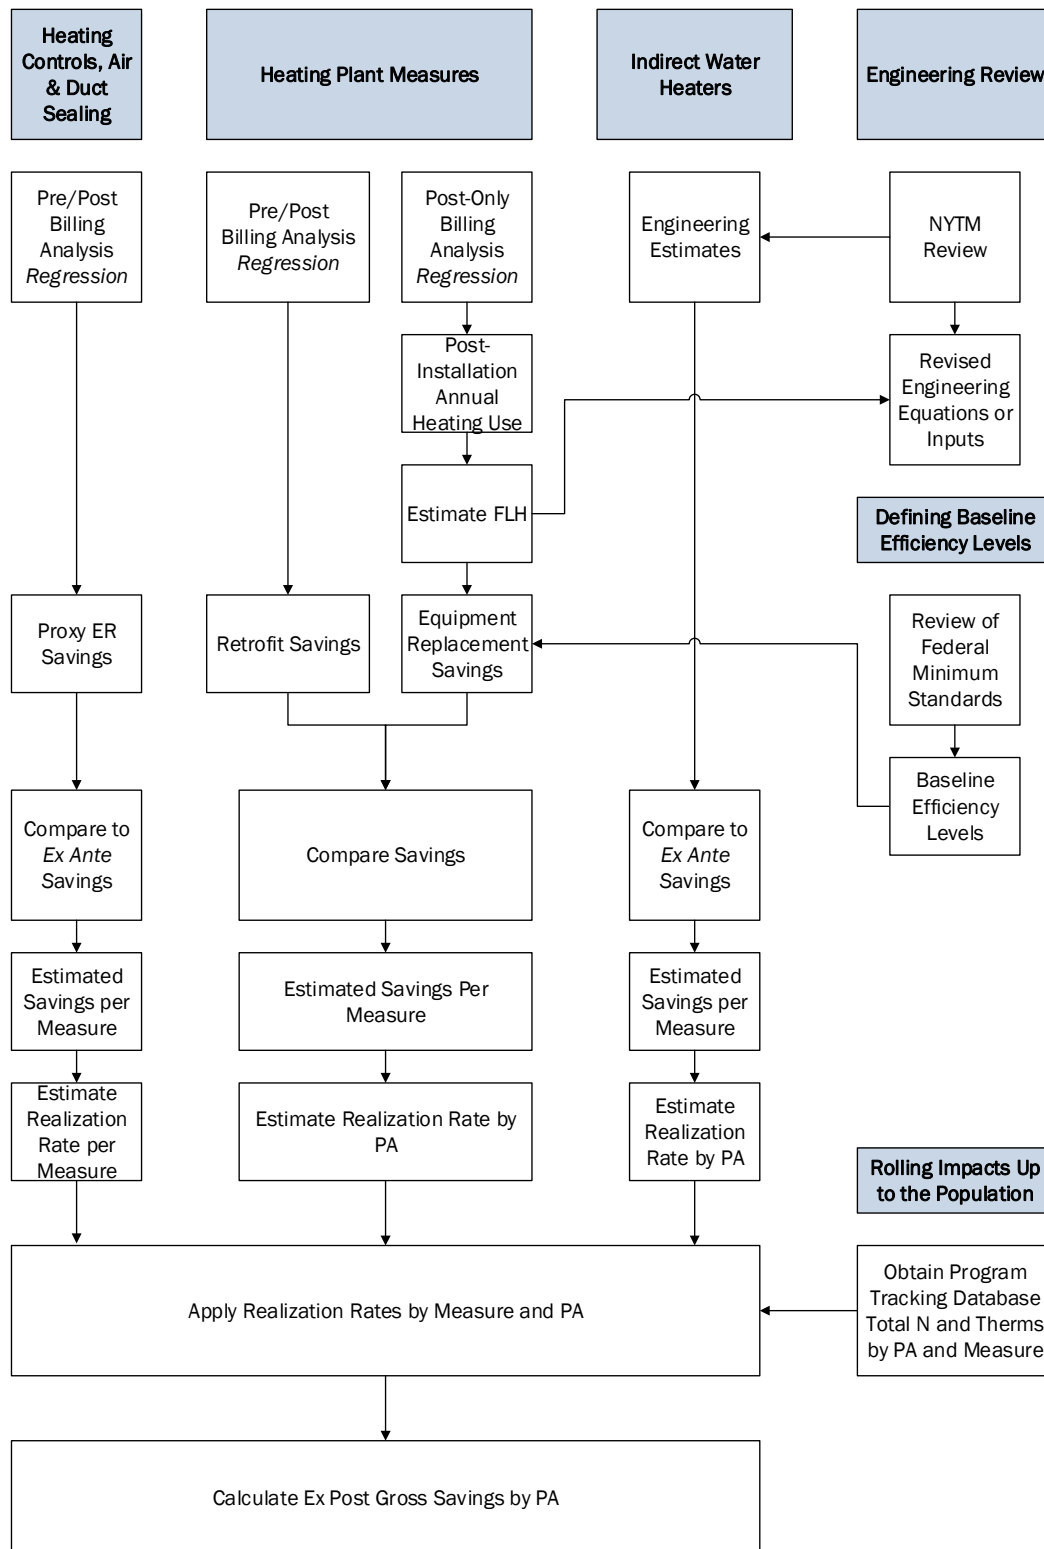 Heating
Controls, Air
& Duct
Sealing
Heating Plant Measures
Indirect Water
Heaters
Engineering Review
Pre/Post
Billing
Analysis
Regression
Pre/Post
Billing Analysis
Regression
Post-Only
Billing
Analysis
Regression
Engineering
Estimates
NYTM
Review
Post-
Installation
Annual
Heating Use
Revised
Engineering
Equations or
Inputs
Estimate FLH
Defining Baseline
Efficiency Levels
Proxy ER
Savings
Retrofit Savings
Equipment
Replacement
Savings
Review of
Federal
Minimum
Standards
Baseline
Efficiency
Levels
Compare to
Ex Ante
Savings
Compare Savings
Compare to
Ex Ante
Savings
Estimated
Savings per
Measure
Estimated Savings Per
Measure
Estimated
Savings per
Measure
Estimate
Realization
Rate per
Measure
Estimate Realization Rate by
PA
Estimate
Realization
Rate by PA
Rolling Impacts Up
to the Population
Apply Realization Rates by Measure and PA
Obtain Program
Tracking Database
Total N and Therms
by PA and Measure
Calculate Ex Post Gross Savings by PA